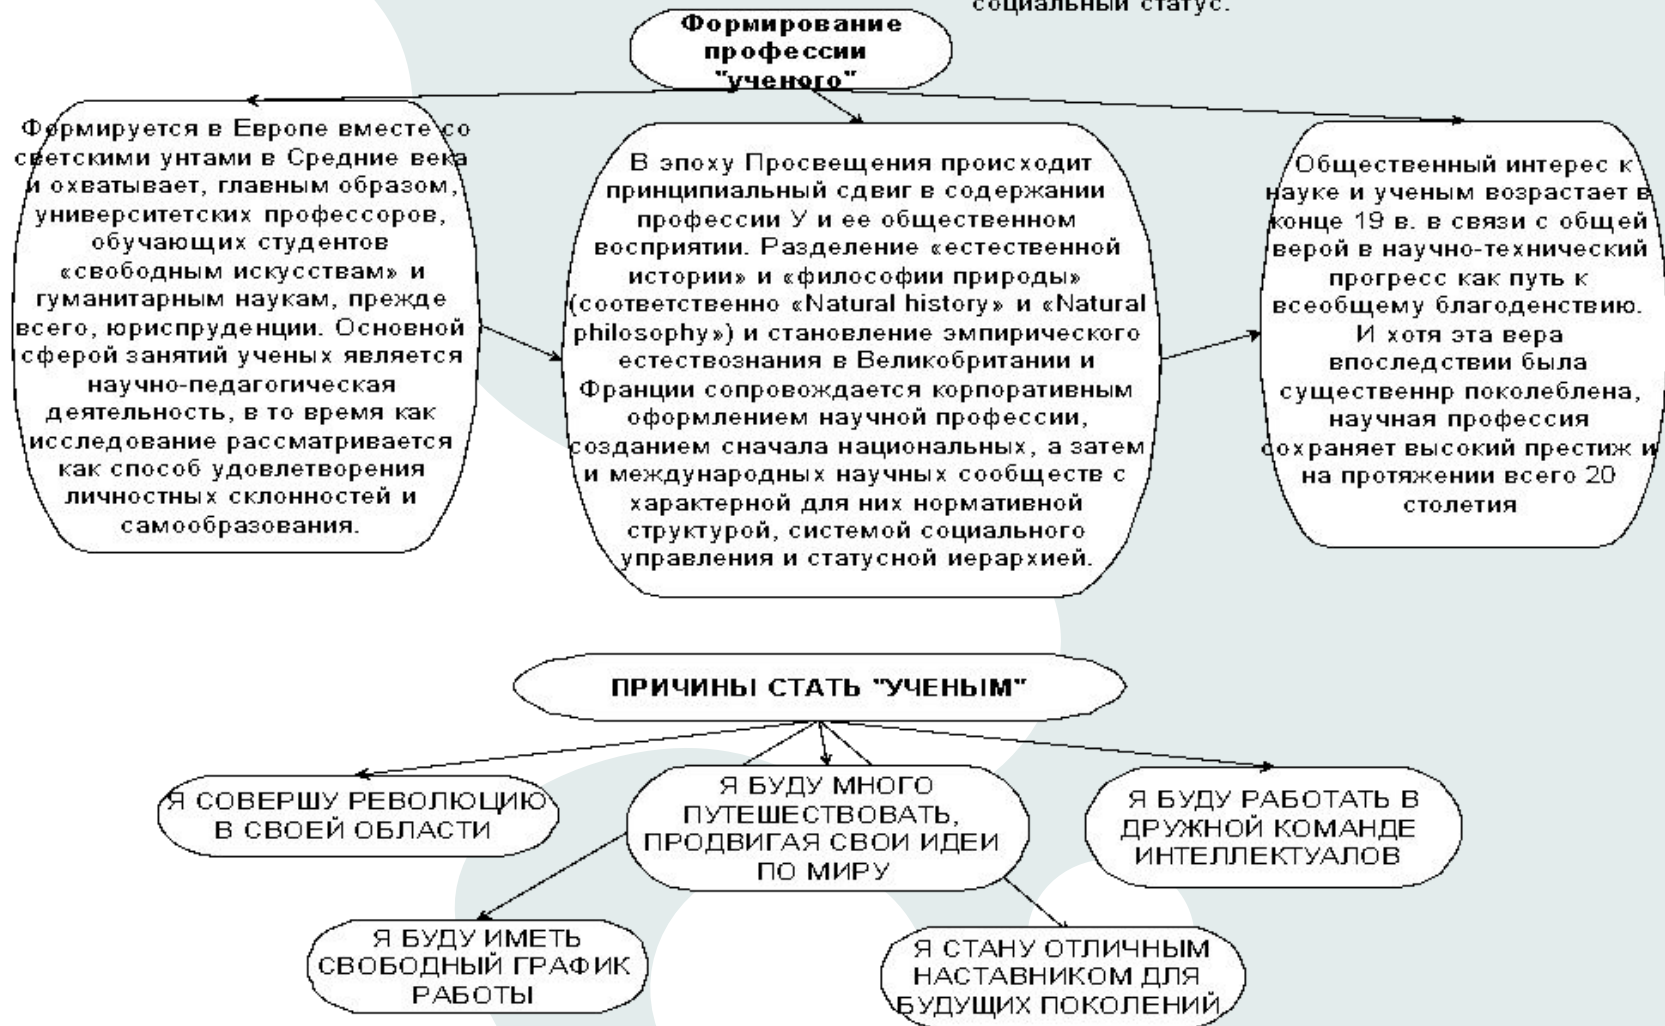 социальный статус.
Формирование
профессии
"ученого"
Формируется в Европе вместе со
светскими унтами в Средние века
и охватывает, главным образом,
университетских профессоров,
обучающих студентов
«свободным искусствам» и
гуманитарным наукам, прежде
всего, юриспруденции. Основной
сферой занятий ученых является
научно-педагогическая
деятельность, в то время как
исследование рассматривается
как способ удовлетворения
личностных склонностей и
самообразования.
В эпоху Просвещения происходит
принципиальный сдвиг в содержании
профессии У и ее общественном
восприятии. Разделение «естественной
истории» и «философии природы»
(соответственно «Natural history» и «Natural
philosophy») и становление эмпирического
естествознания в Великобритании и
Франции сопровождается корпоративным
оформлением научной профессии,
созданием сначала национальных, а затем
и международных научных сообществ с
характерной для них нормативной
структурой, системой социального
управления и статусной иерархией.
Общественный интерес к
науке и ученым возрастает в
конце 19 в. в связи с общей
верой в научно-технический
прогресс как путь к
всеобщему благоденствию.
И хотя эта вера
впоследствии была
существеннр поколеблена,
научная профессия
сохраняет высокий престиж и
на протяжении всего 20
столетия
ПРИЧИНЫ СТАТЬ "УЧЕНЫМ"
Я СОВЕРШУ РЕВОЛЮЦИЮ
В СВОЕЙ ОБЛАСТИ
Я БУДУ МНОГО
ПУТЕШЕСТВОВАТЬ,
ПРОДВИГАЯ СВОИ ИДЕИ
ПО МИРУ
Я БУДУ РАБОТАТЬ В
ДРУЖНОЙ КОМАНДЕ
ИНТЕЛЛЕКТУАЛОВ
Я БУДУ ИМЕТЬ
СВОБОДНЫЙ ГРАФИК
РАБОТЫ
Я СТАНУ ОТЛИЧНЫМ
НАСТАВНИКОМ ДЛЯ
БУДУЩИХ ПОКОЛЕНИЙ